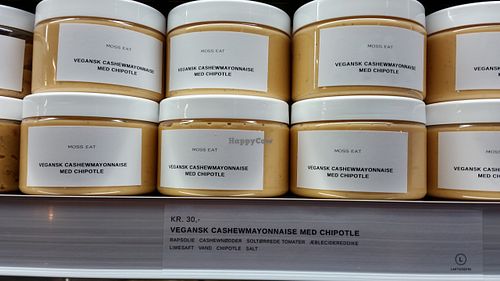 MOSS EAT
VEGANSK CASHEWMAYONNAISE
MED CHIPOTLE
MOSS EAT
VEGANSK CASHEWMAYONNAISE
MED CHIPOTLE
MOSS EAT
VEGANSK CASHEWMAYONNAISE
MED CHIPOTLE
MOSS EAT
VEGANSK CASHEWMAYONNAISE
MED CHIPOTLE
MOSS EAT
VEGANSK CASHEWMAYONNAISE
MED CHIPOTLE
MOSS EAT
VEGANSK CASHEWMAYONNAISE
MED CHIPOTLE
HappyCow
KR. 30,-
VEGANSK CASHEWMAYONNAISE MED CHIPOTLE
RAPSOLIE CASHEWNØDDER SOLTØRREDE TOMATER ÆBLECIDEREDDIKE
LIMESAFT VAND CHIPOTLE SALT
L
LAKTOSEFRI